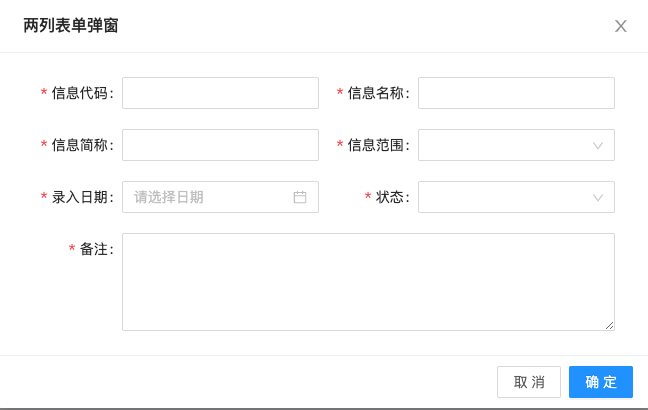 两列表单弹窗
* 信息代码：
* 信息名称：
* 信息简称：
* 信息范围：
* 录入日期： 请选择日期
* 状态：
* 备注：
取 消
确 定